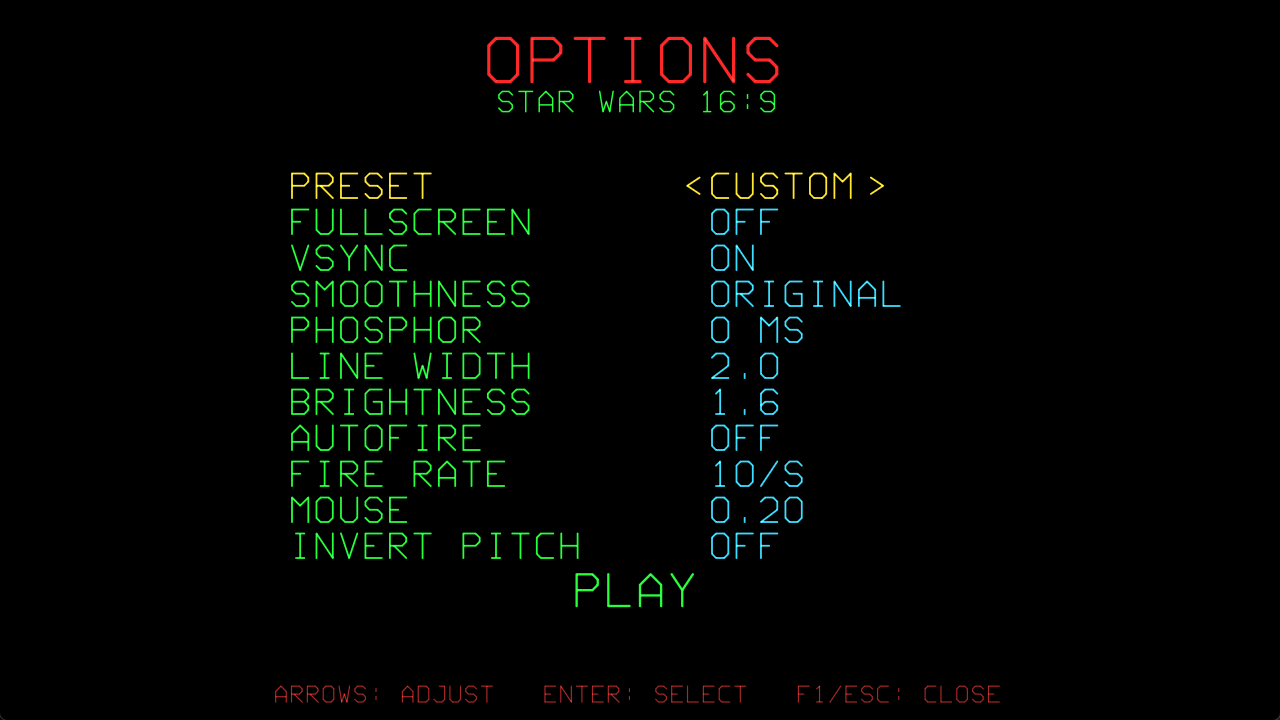 OPTIONS
STAR WARS 16:9
PRESET < CUSTOM >
FULLSCREEN OFF
VSYNC ON
SMOOTHNESS ORIGINAL
PHOSPHOR 0 MS
LINE WIDTH 2.0
BRIGHTNESS 1.6
AUTOFIRE OFF
FIRE RATE 10/S
MOUSE 0.20
INVERT PITCH OFF
PLAY
ARROWS: ADJUST ENTER: SELECT F1/ESC: CLOSE